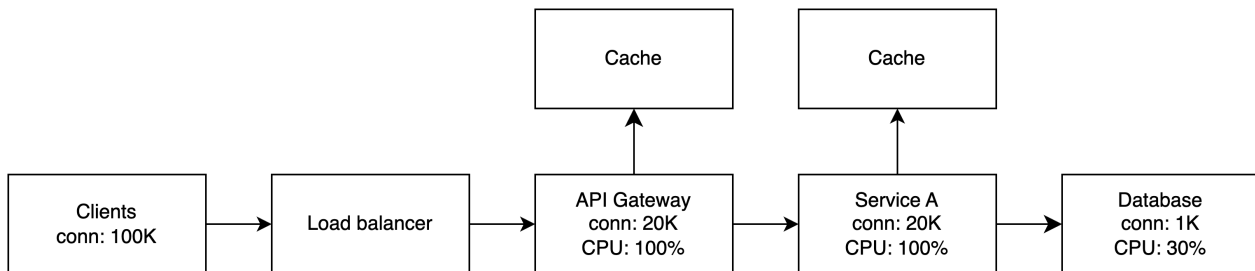 Cache
Cache
Clients
conn: 100K
Load balancer
API Gateway
conn: 20K
CPU: 100%
Service A
conn: 20K
CPU: 100%
Database
conn: 1K
CPU: 30%